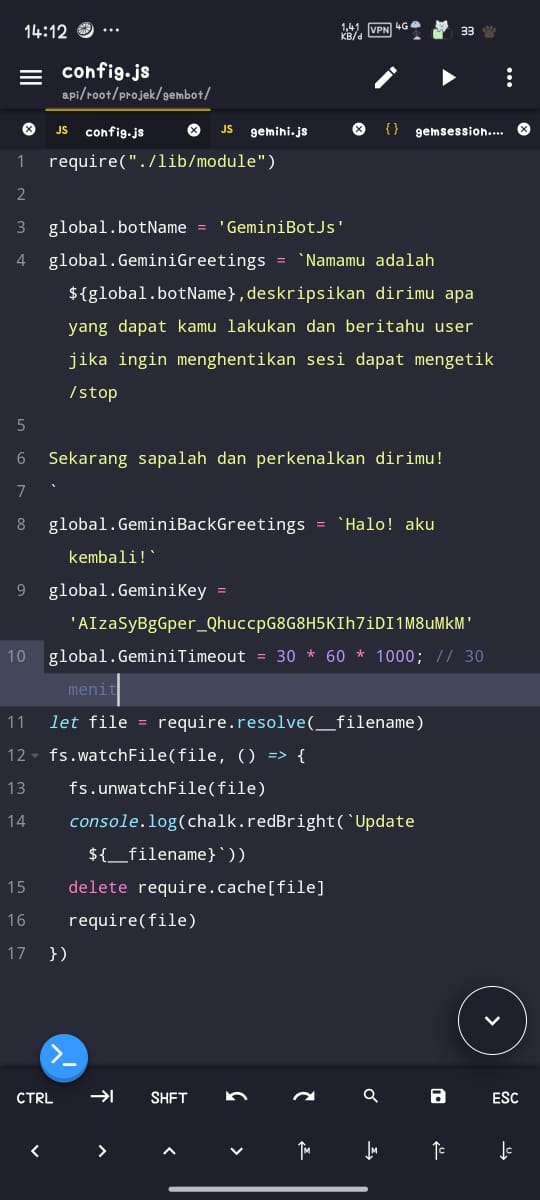 14:12 ...
1,41 KB/d VPN 4G 33
config.js
api/root/projek/gembot/
JS config.js JS gemini.js {} gemsession....
1 require("./lib/module")
2
3 global.botName = 'GeminiBotJs'
4 global.GeminiGreetings = `Namamu adalah
${global.botName},deskripsikan dirimu apa
yang dapat kamu lakukan dan beritahu user
jika ingin menghentikan sesi dapat mengetik
/stop
5
6 Sekarang sapalah dan perkenalkan dirimu!
7 `
8 global.GeminiBackGreetings = `Halo! aku
kembali!`
9 global.GeminiKey =
'AIzaSyBgGper_QhuccpG8G8H5KIh7iDI1M8uMkM'
10 global.GeminiTimeout = 30 * 60 * 1000; // 30
menit
11 let file = require.resolve(__filename)
12 fs.watchFile(file, () => {
13 fs.unwatchFile(file)
14 console.log(chalk.redBright(`Update
${__filename}`))
15 delete require.cache[file]
16 require(file)
17 })
CTRL SHFT ESC
M M C C